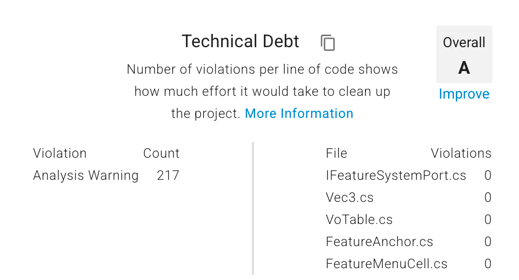 Technical Debt
Overall
A
Improve
Number of violations per line of code shows
how much effort it would take to clean up
the project. More Information
Violation Count
Analysis Warning 217
File Violations
IFeatureSystemPort.cs 0
Vec3.cs 0
VoTable.cs 0
FeatureAnchor.cs 0
FeatureMenuCell.cs 0